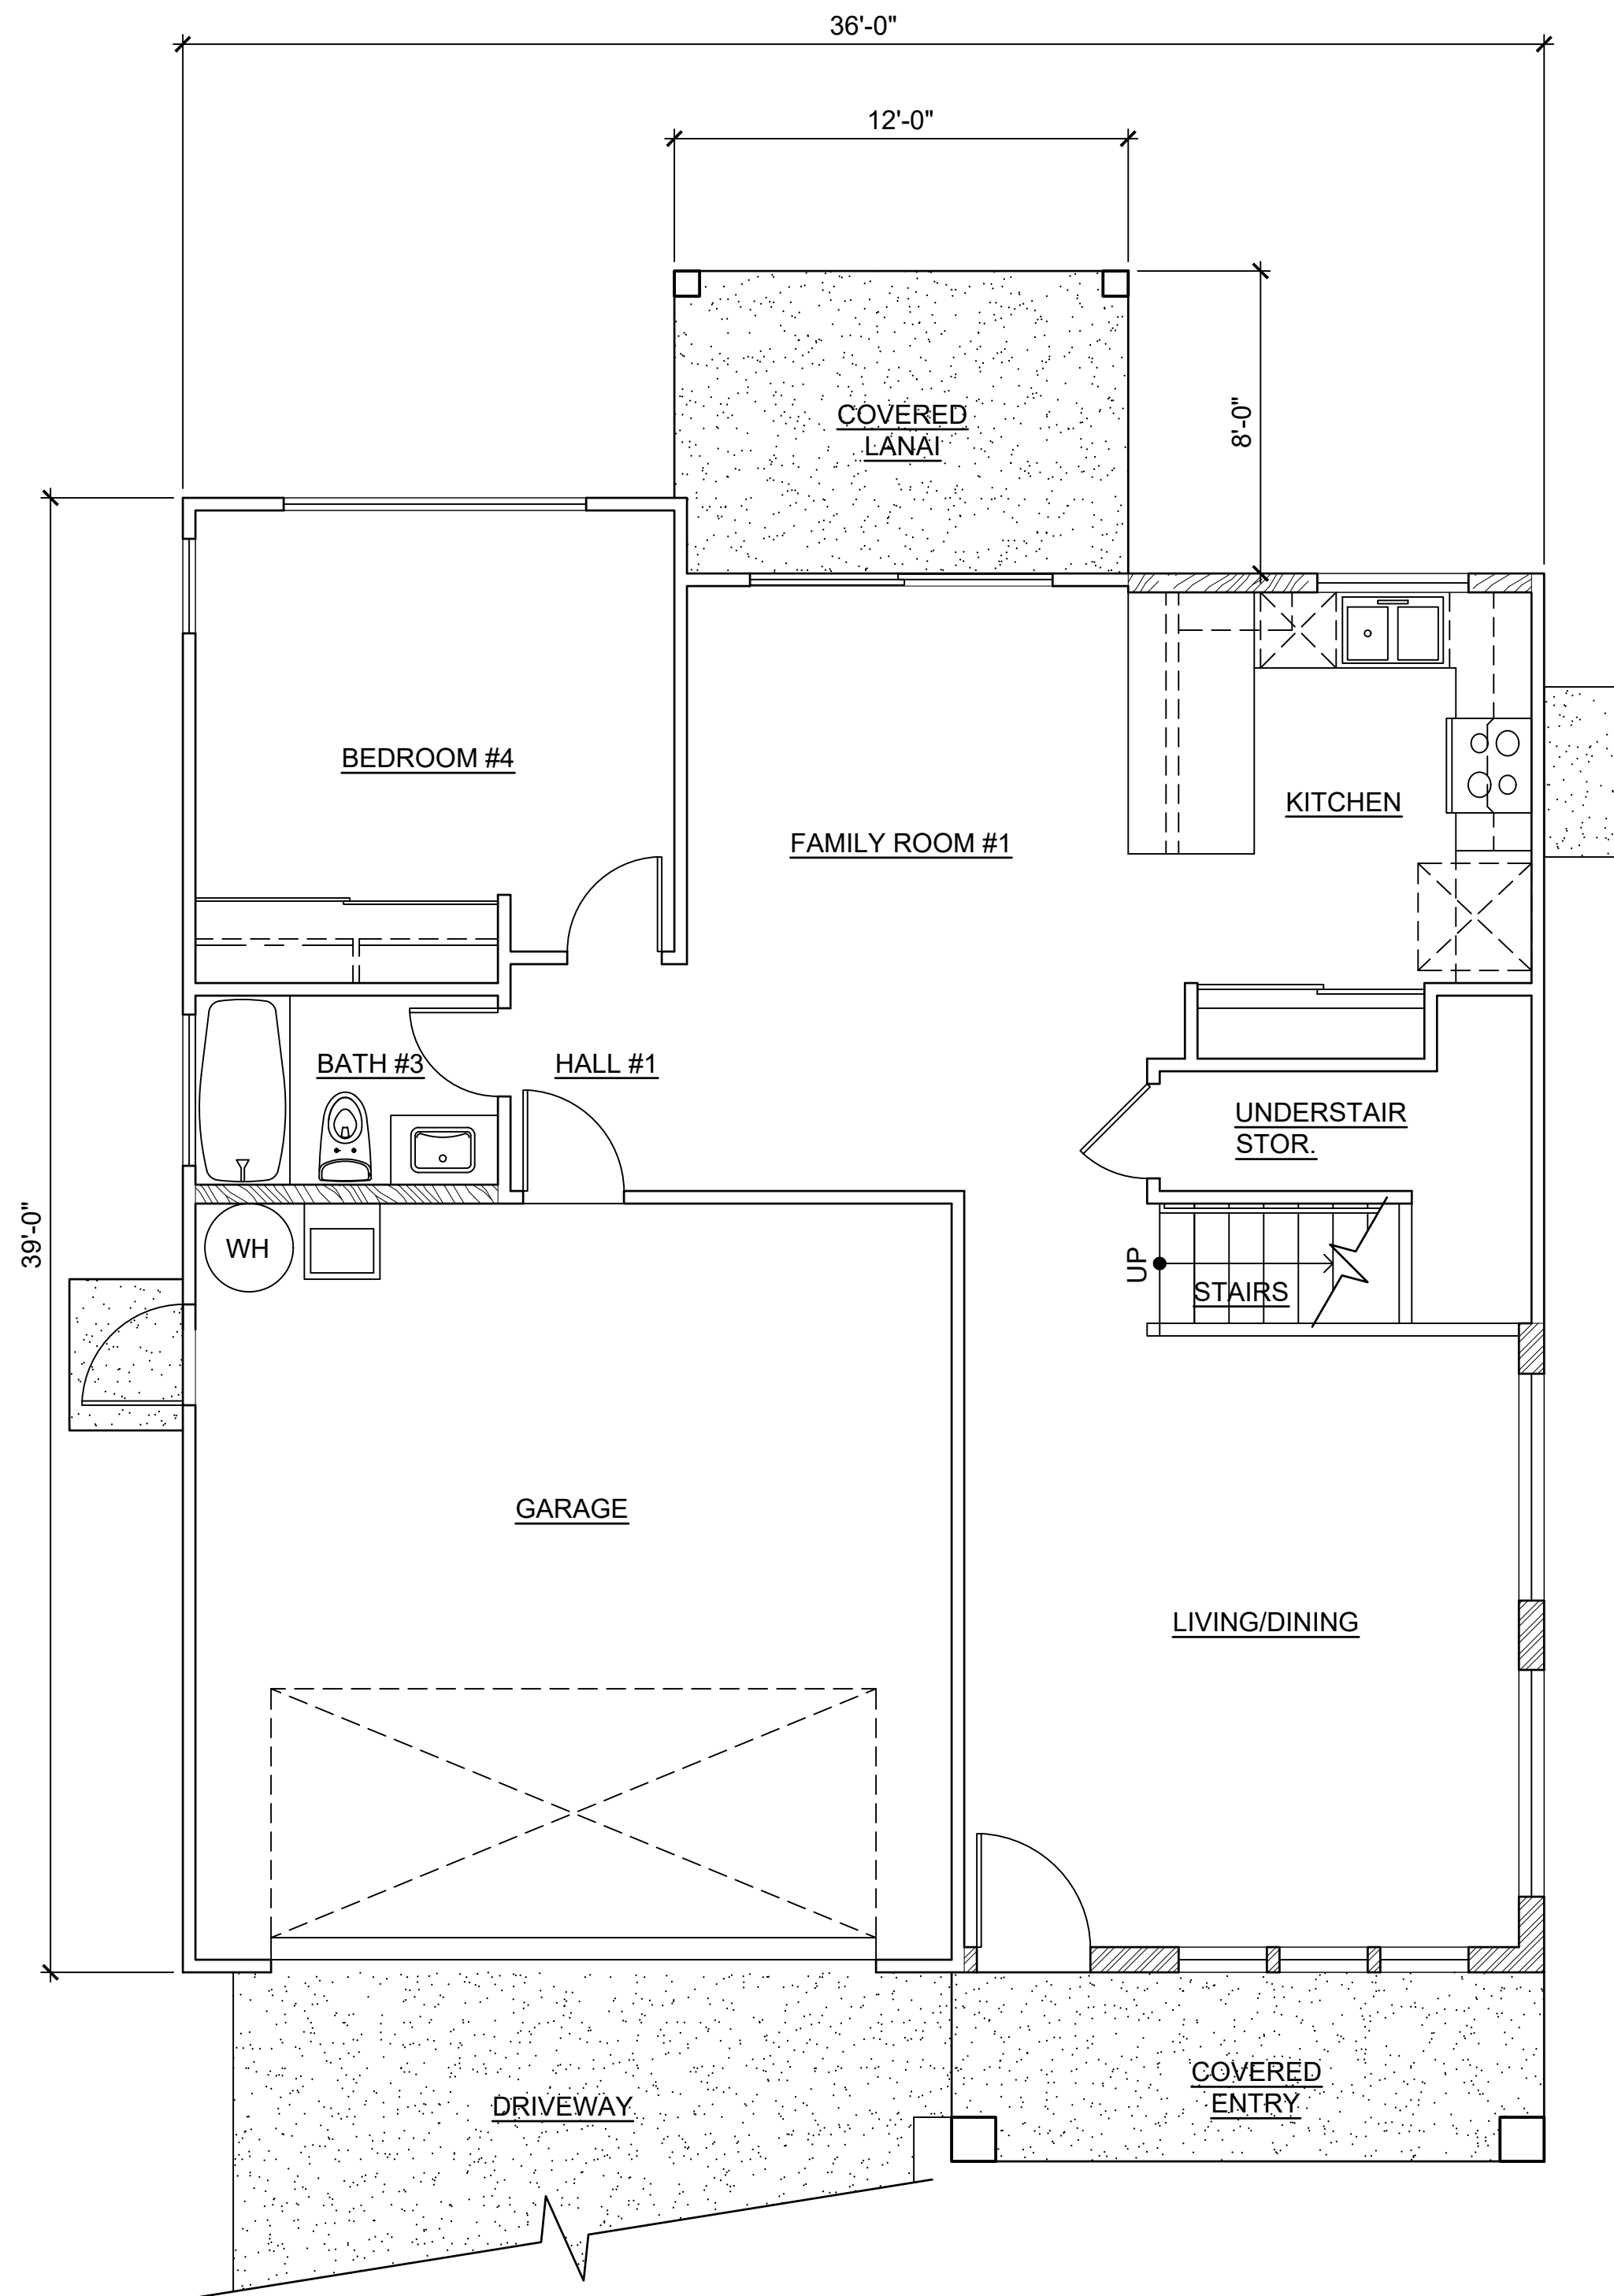 36'-0"
12'-0"
8'-0"
COVERED
LANAI
BEDROOM #4
KITCHEN
FAMILY ROOM #1
BATH #3
HALL #1
UNDERSTAIR
STOR.
39'-0"
WH
UP
STAIRS
GARAGE
LIVING/DINING
COVERED
ENTRY
DRIVEWAY